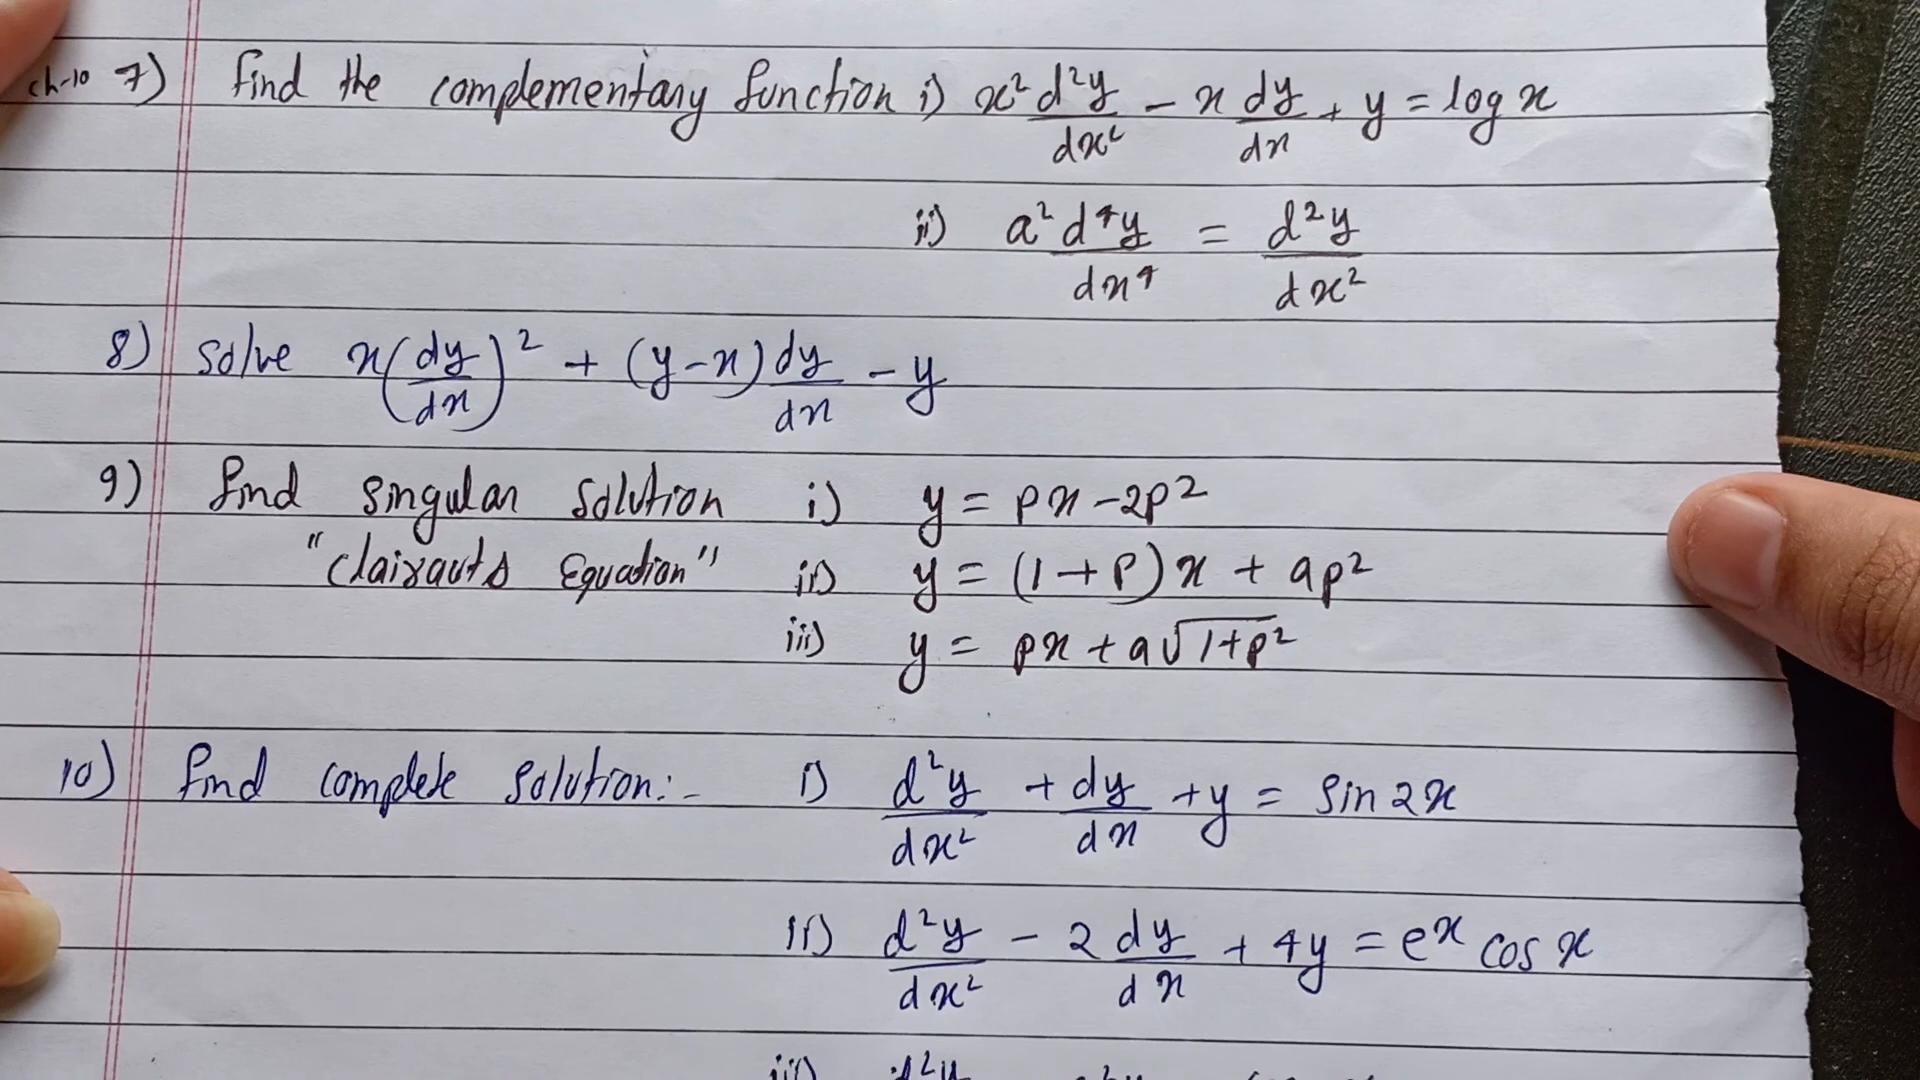 ch-10 7) find the complementary function i) x² d²y/dx² - x dy/dx + y = log x
ii) a² d⁴y/dx⁴ = d²y/dx²
8) Solve x(dy/dx)² + (y-x) dy/dx - y
9) find singular solution i) y = px - 2p²
"Clairauts Equation" ii) y = (1+P)x + ap²
iii) y = px + a√1+p²
10) find complete solution:- i) d²y/dx² + dy/dx + y = sin 2x
ii) d²y/dx² - 2 dy/dx + 4y = eˣ cos x
iii) d²y